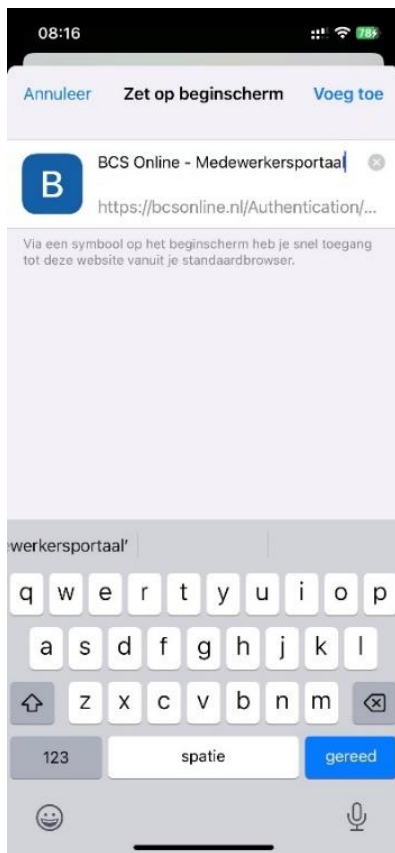 08:16
78
Annuleer Zet op beginscherm Voeg toe
B
BCS Online - Medewerkersportaal
https://bcsonline.nl/Authentication/...
Via een symbool op het beginscherm heb je snel toegang
tot deze website vanuit je standaardbrowser.
werkersportaal'
q w e r t y u i o p
a s d f g h j k l
z x c v b n m
123 spatie gereed